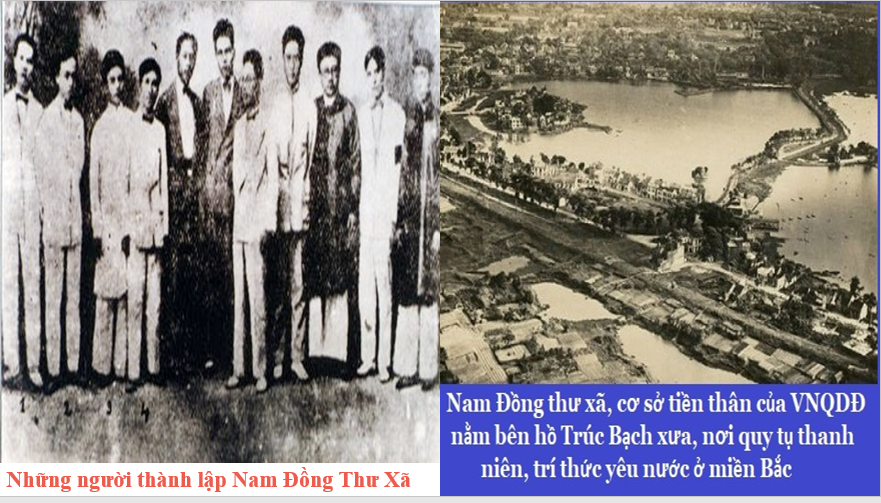 1 2 3 4
Những người thành lập Nam Đồng Thư Xã
Nam Đồng thư xã, cơ sở tiền thân của VNQDĐ
nằm bên hồ Trúc Bạch xưa, nơi quy tụ thanh
niên, trí thức yêu nước ở miền Bắc